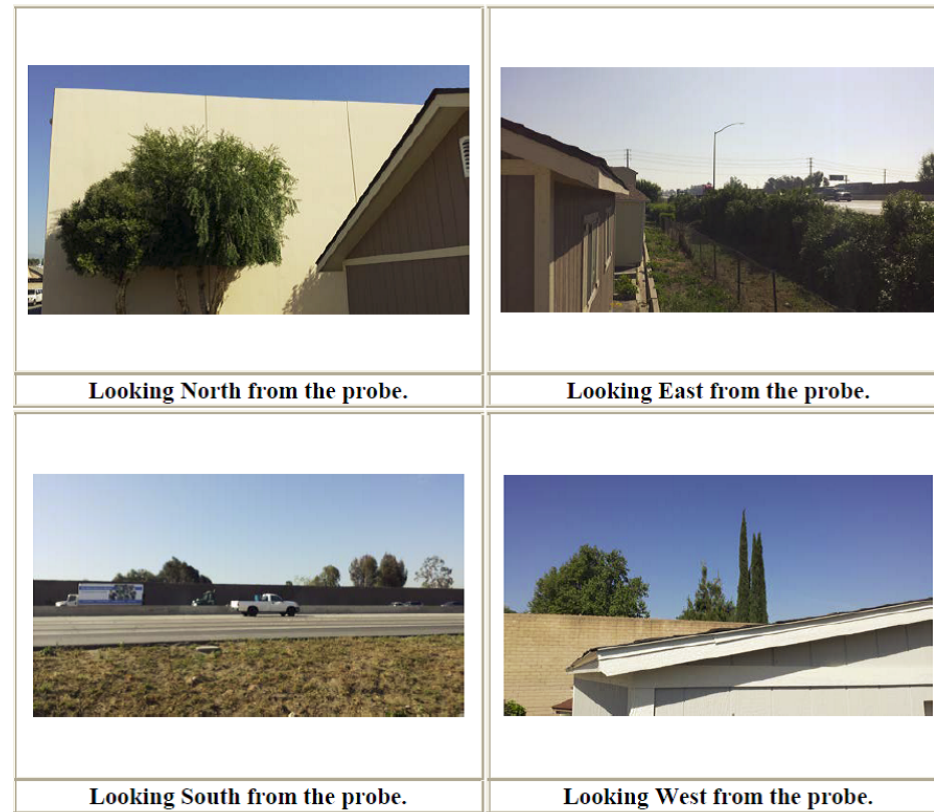 Looking North from the probe.
Looking East from the probe.
Looking South from the probe.
Looking West from the probe.